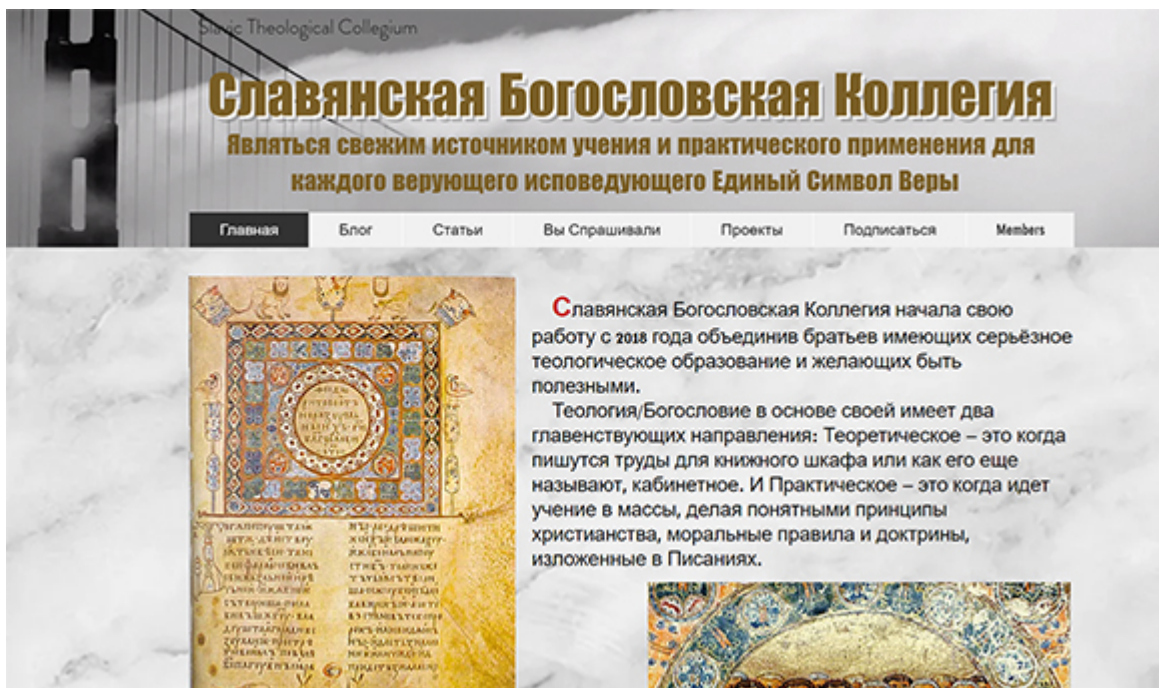 Slavic Theological Collegium
Славянская Богословская Коллегия
Являться свежим источником учения и практического применения для
каждого верующего исповедующего Единый Символ Веры
Главная Блог Статьи Вы Спрашивали Проекты Подписаться Members
Славянская Богословская Коллегия начала свою
работу с 2018 года объединив братьев имеющих серьёзное
теологическое образование и желающих быть
полезными.
Теология/Богословие в основе своей имеет два
главенствующих направления: Теоретическое – это когда
пишутся труды для книжного шкафа или как его еще
называют, кабинетное. И Практическое – это когда идет
учение в массы, делая понятными принципы
христианства, моральные правила и доктрины,
изложенные в Писаниях.